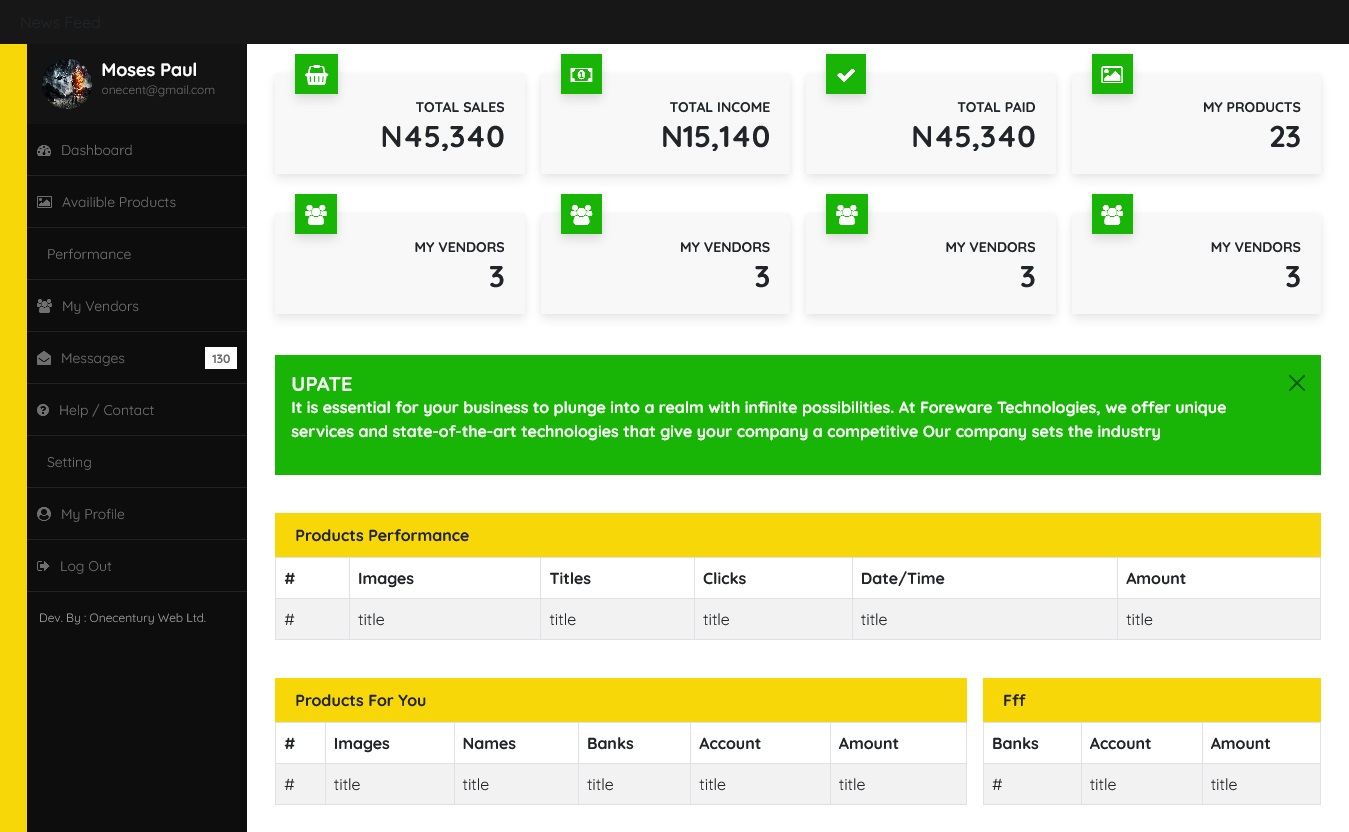 News Feed
Moses Paul
onecent@gmail.com
Dashboard
Availible Products
Performance
My Vendors
Messages 130
Help / Contact
Setting
My Profile
Log Out
Dev. By : Onecentury Web Ltd.
TOTAL SALES
N45,340
TOTAL INCOME
N15,140
TOTAL PAID
N45,340
MY PRODUCTS
23
MY VENDORS
3
MY VENDORS
3
MY VENDORS
3
MY VENDORS
3
UPATE
It is essential for your business to plunge into a realm with infinite possibilities. At Foreware Technologies, we offer unique
services and state-of-the-art technologies that give your company a competitive Our company sets the industry
Products Performance
# Images Titles Clicks Date/Time Amount
# title title title title title
Products For You
# Images Names Banks Account Amount
# title title title title title
Fff
Banks Account Amount
# title title